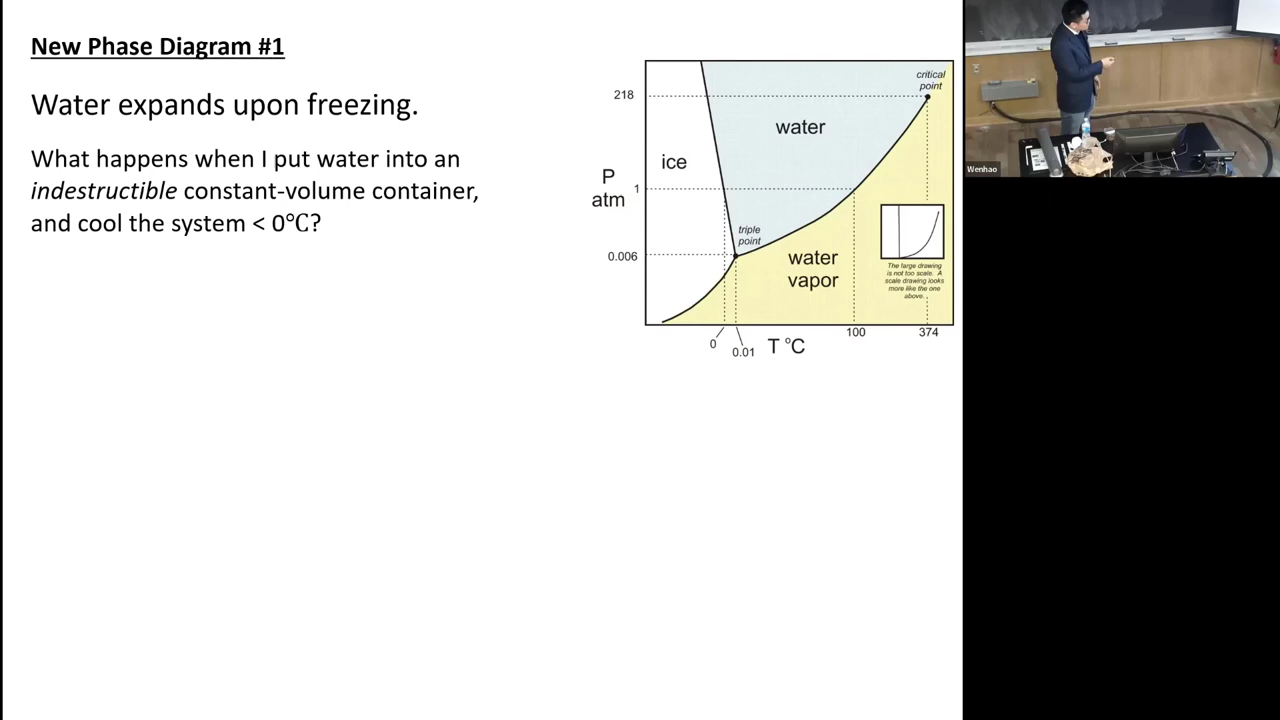 New Phase Diagram #1
Water expands upon freezing.
What happens when I put water into an
indestructible constant-volume container,
and cool the system < 0℃?
critical
point
218
water
ice
P
atm
1
triple
point
0.006
water
vapor
The large drawing
is not too scale. A
scale drawing looks
more like the one
above.
0
0.01
T °C
100
374
Wenhao